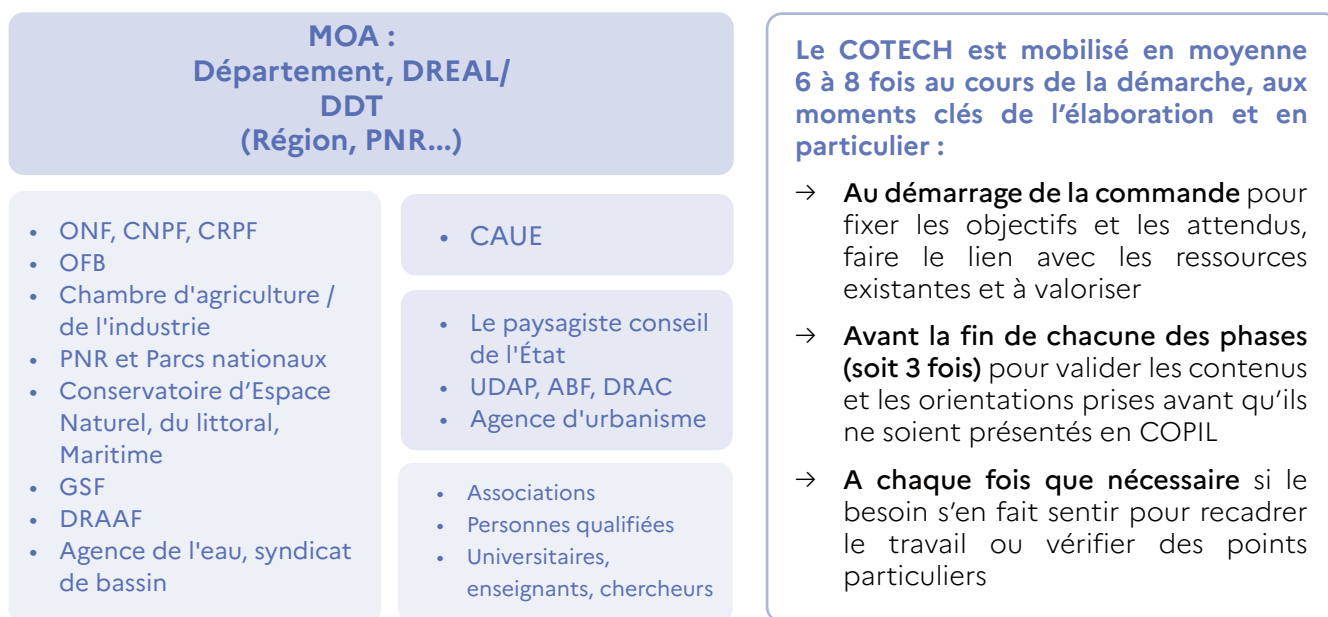 MOA :
Département, DREAL/
DDT
(Région, PNR...)
• ONF, CNPF, CRPF
• OFB
• Chambre d'agriculture /
de l'industrie
• PNR et Parcs nationaux
• Conservatoire d’Espace
Naturel, du littoral,
Maritime
• GSF
• DRAAF
• Agence de l'eau, syndicat
de bassin
• CAUE
• Le paysagiste conseil
de l'État
• UDAP, ABF, DRAC
• Agence d'urbanisme
• Associations
• Personnes qualifiées
• Universitaires,
enseignants, chercheurs
Le COTECH est mobilisé en moyenne
6 à 8 fois au cours de la démarche, aux
moments clés de l’élaboration et en
particulier :
→ Au démarrage de la commande pour
fixer les objectifs et les attendus,
faire le lien avec les ressources
existantes et à valoriser
→ Avant la fin de chacune des phases
(soit 3 fois) pour valider les contenus
et les orientations prises avant qu’ils
ne soient présentés en COPIL
→ A chaque fois que nécessaire si le
besoin s’en fait sentir pour recadrer
le travail ou vérifier des points
particuliers